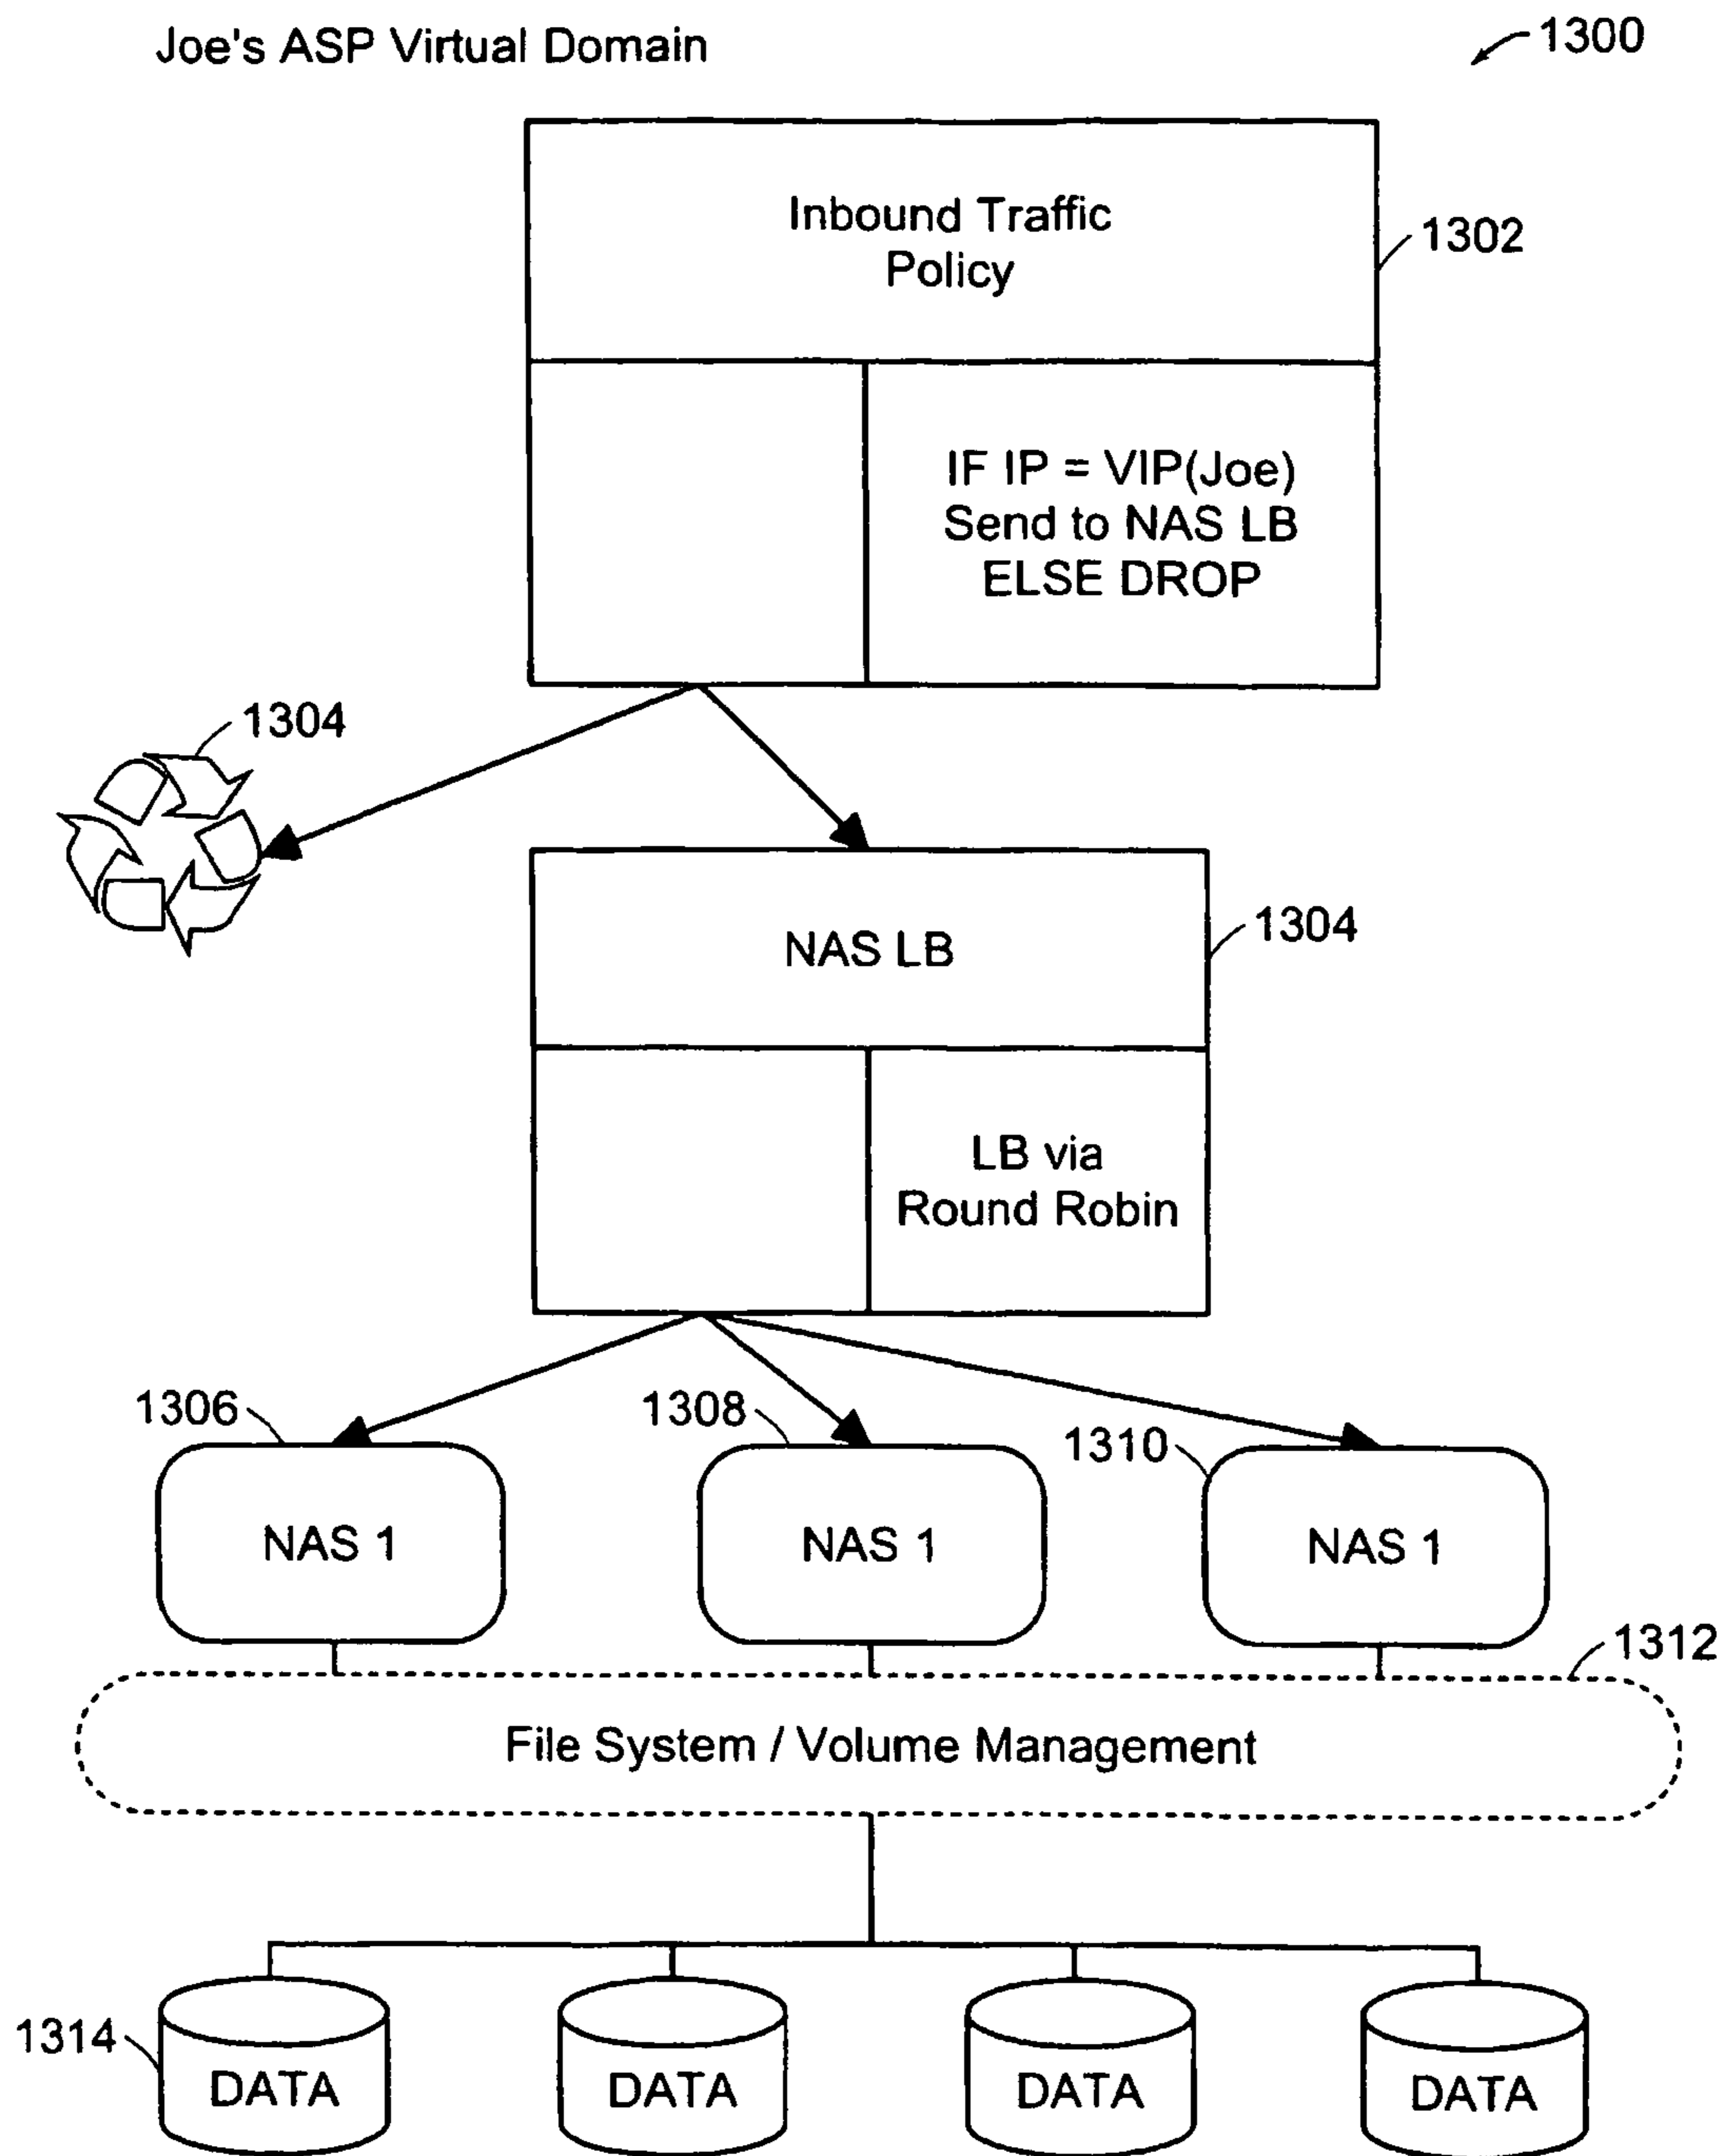 Joe's ASP Virtual Domain
1300
Inbound Traffic
Policy
1302
IF IP = VIP(Joe)
Send to NAS LB
ELSE DROP
1304
NAS LB
1304
LB via
Round Robin
1306
1308
1310
NAS 1
NAS 1
NAS 1
1312
File System / Volume Management
1314
DATA
DATA
DATA
DATA